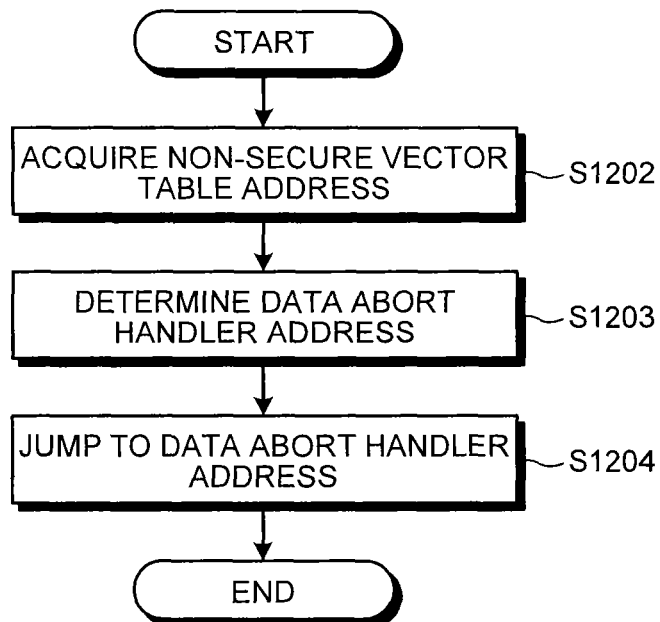 START
ACQUIRE NON-SECURE VECTOR
TABLE ADDRESS
S1202
DETERMINE DATA ABORT
HANDLER ADDRESS
S1203
JUMP TO DATA ABORT HANDLER
ADDRESS
S1204
END